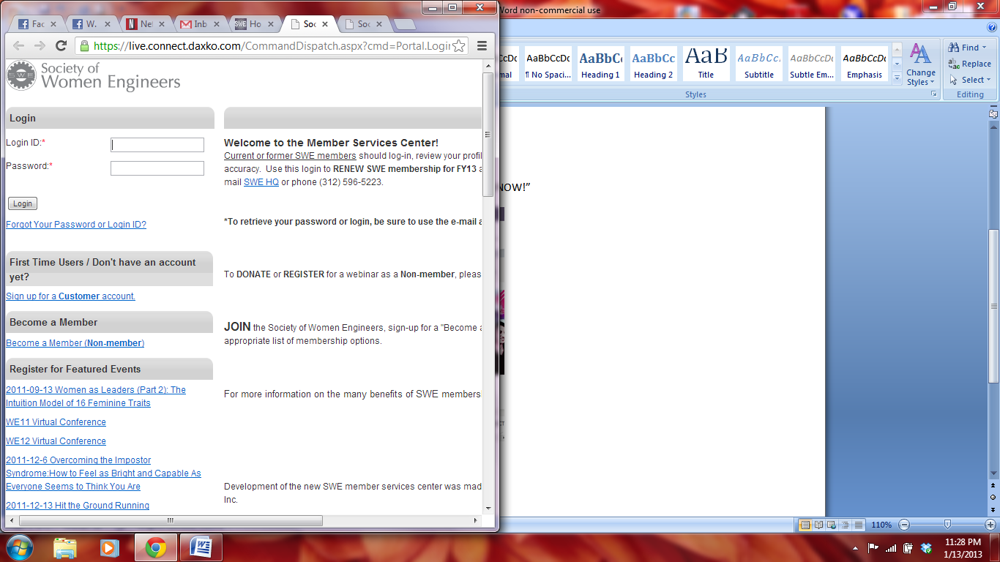 Word non-commercial use
Fac
W.
Net
Inb
SWE Ho
Soc
Soc
https://live.connect.daxko.com/CommandDispatch.aspx?cmd=Portal.Login
SWE
Society of
Women Engineers
Login
Login ID:*
Password:*
Login
Forgot Your Password or Login ID?
First Time Users / Don't have an account
yet?
Sign up for a Customer account.
Become a Member
Become a Member (Non-member)
Register for Featured Events
2011-09-13 Women as Leaders (Part 2): The
Intuition Model of 16 Feminine Traits
WE11 Virtual Conference
WE12 Virtual Conference
2011-12-6 Overcoming the Impostor
Syndrome:How to Feel as Bright and Capable As
Everyone Seems to Think You Are
2011-12-13 Hit the Ground Running
Welcome to the Member Services Center!
Current or former SWE members should log-in, review your profil
accuracy. Use this login to RENEW SWE membership for FY13 a
mail SWE HQ or phone (312) 596-5223.
*To retrieve your password or login, be sure to use the e-mail a
To DONATE or REGISTER for a webinar as a Non-member, pleas
JOIN the Society of Women Engineers, sign-up for a "Become a
appropriate list of membership options.
For more information on the many benefits of SWE members
Development of the new SWE member services center was mad
Inc.
AaBbCcDc AaBbCcDc AaBbC AaBbCc AaB AaBbCc. AaBbCcDc AaBbCcDc
mal ¶ No Spaci... Heading 1 Heading 2 Title Subtitle Subtle Em... Emphasis
Change
Styles
Find
Replace
Select
Styles
Editing
NOW!”
110%
11:28 PM
1/13/2013